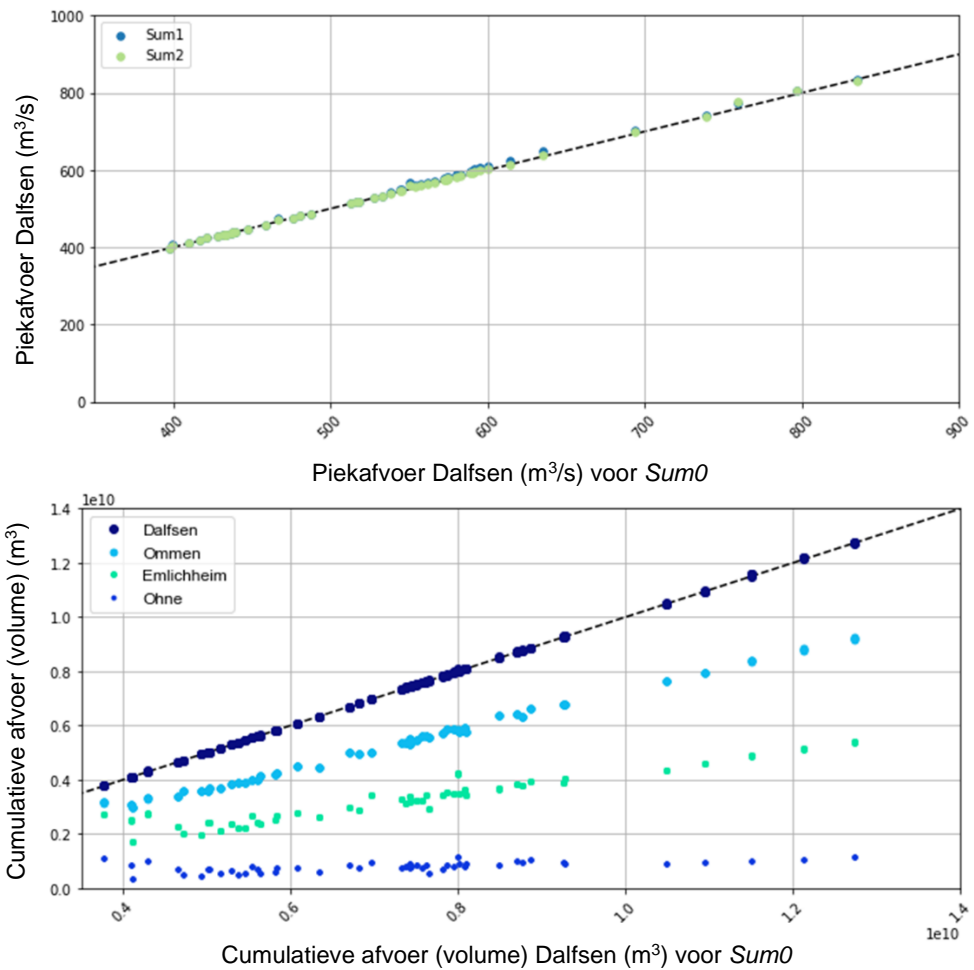 1000
800
600
400
200
0
Sum1
Sum2
Piekafvoer Dalfsen (m³/s)
400
500
600
700
800
900
Piekafvoer Dalfsen (m³/s) voor Sum0
1e10
1.4
1.2
1.0
0.8
0.6
0.4
0.2
0.0
Dalfsen
Ommen
Emlichheim
Ohne
Cumulatieve afvoer (volume) (m³)
0.4
0.6
0.8
1.0
1.2
1.4
1e10
Cumulatieve afvoer (volume) Dalfsen (m³) voor Sum0